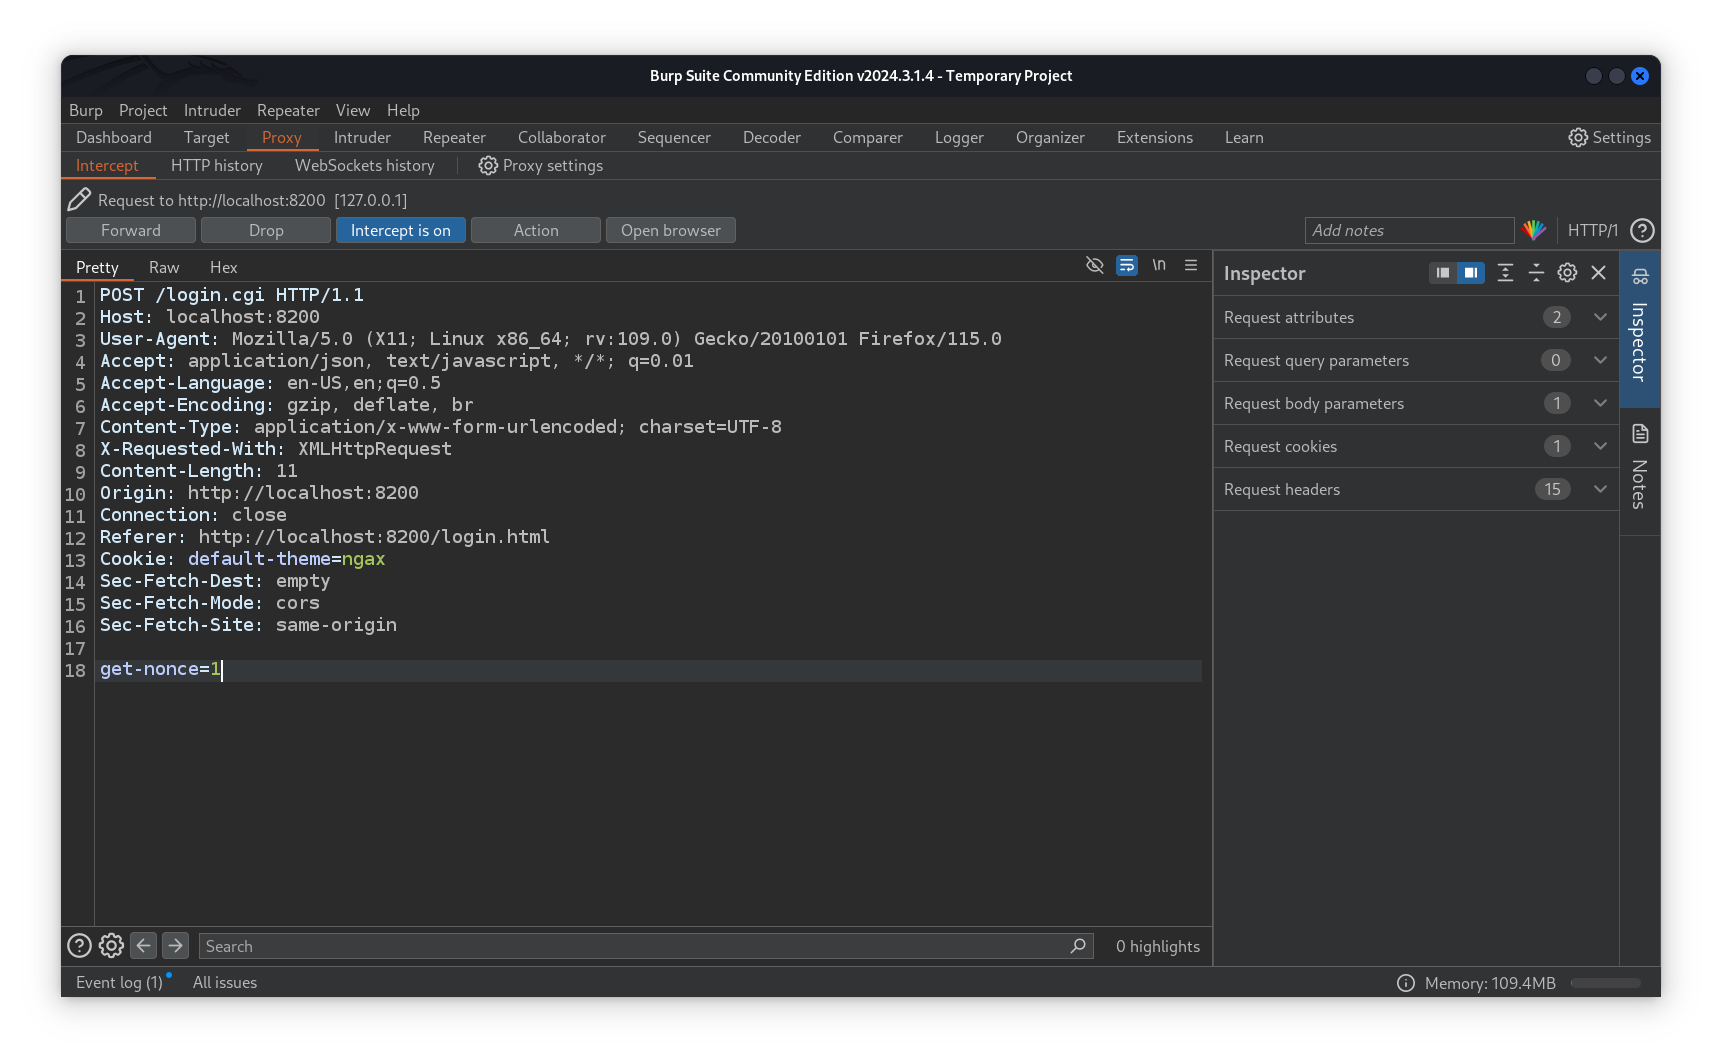 Burp Suite Community Edition v2024.3.1.4 - Temporary Project
Burp Project Intruder Repeater View Help
Dashboard Target Proxy Intruder Repeater Collaborator Sequencer Decoder Comparer Logger Organizer Extensions Learn Settings
Intercept HTTP history WebSockets history Proxy settings
Request to http://localhost:8200 [127.0.0.1]
Forward Drop Intercept is on Action Open browser Add notes HTTP/1 ?
Pretty Raw Hex \n
1 POST /login.cgi HTTP/1.1
2 Host: localhost:8200
3 User-Agent: Mozilla/5.0 (X11; Linux x86_64; rv:109.0) Gecko/20100101 Firefox/115.0
4 Accept: application/json, text/javascript, */*; q=0.01
5 Accept-Language: en-US,en;q=0.5
6 Accept-Encoding: gzip, deflate, br
7 Content-Type: application/x-www-form-urlencoded; charset=UTF-8
8 X-Requested-With: XMLHttpRequest
9 Content-Length: 11
10 Origin: http://localhost:8200
11 Connection: close
12 Referer: http://localhost:8200/login.html
13 Cookie: default-theme=ngax
14 Sec-Fetch-Dest: empty
15 Sec-Fetch-Mode: cors
16 Sec-Fetch-Site: same-origin
17
18 get-nonce=1
Inspector
Request attributes 2
Request query parameters 0
Request body parameters 1
Request cookies 1
Request headers 15
Inspector
Notes
? Search 0 highlights
Event log (1) All issues Memory: 109.4MB